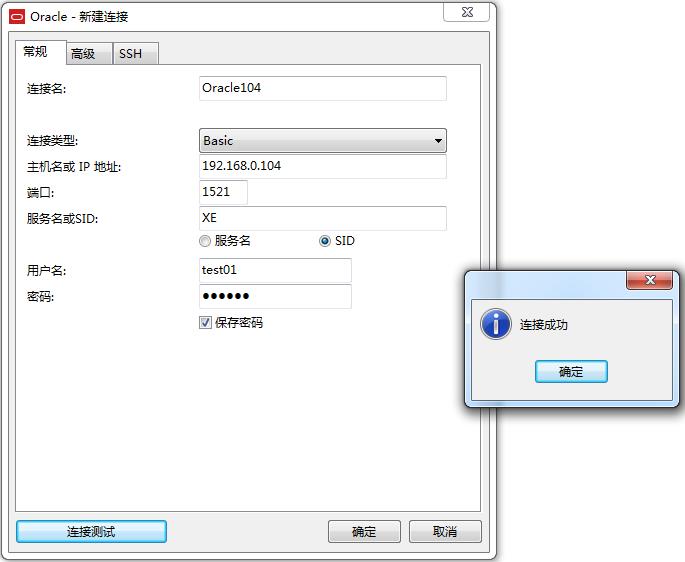 Oracle - 新建连接
常规 高级 SSH
连接名: Oracle104
连接类型: Basic
主机名或 IP 地址: 192.168.0.104
端口: 1521
服务名或SID: XE
服务名 SID
用户名: test01
密码: ●●●●●●
保存密码
连接测试 确定 取消
连接成功
确定